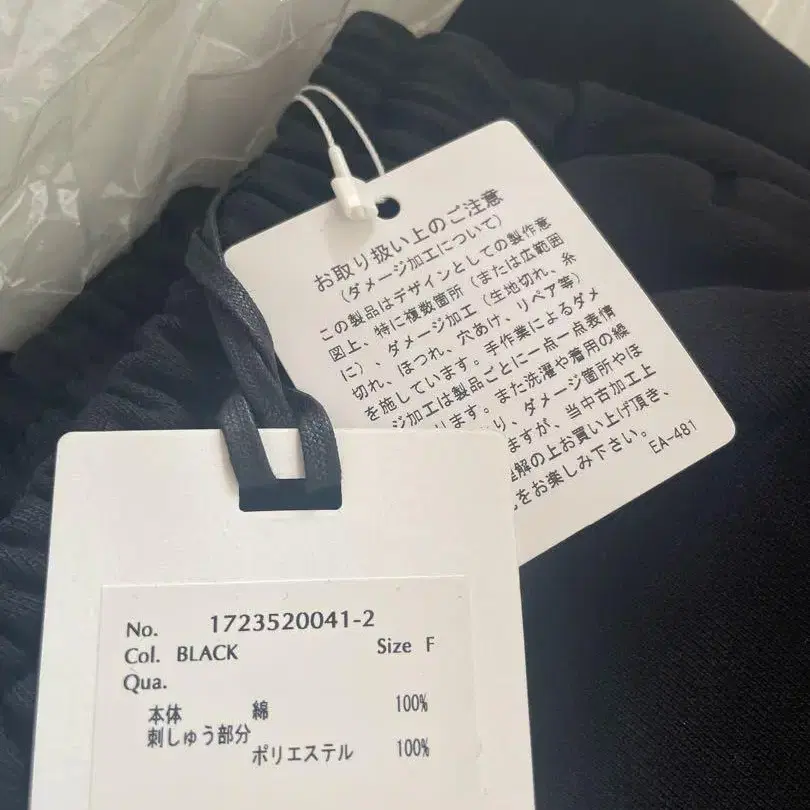 お取り扱い上のご注意
(ダメージ加工について)
この製品はデザインとしての製作意
図上、特に複数箇所(または広範囲
に)、ダメージ加工(生地切れ、糸
切れ、ほつれ、穴あけ、リペア等)
を施しています。手作業によるダメ
ージ加工は製品ごとに一点一点表情
ります。また洗濯や着用の繰
り、ダメージ箇所やほ
ますが、当中古加工上
理解の上お買い上げ頂き、
をお楽しみ下さい。
EA-481
No. 1723520041-2
Col. BLACK Size F
Qua.
本体 綿 100%
刺しゅう部分
ポリエステル 100%